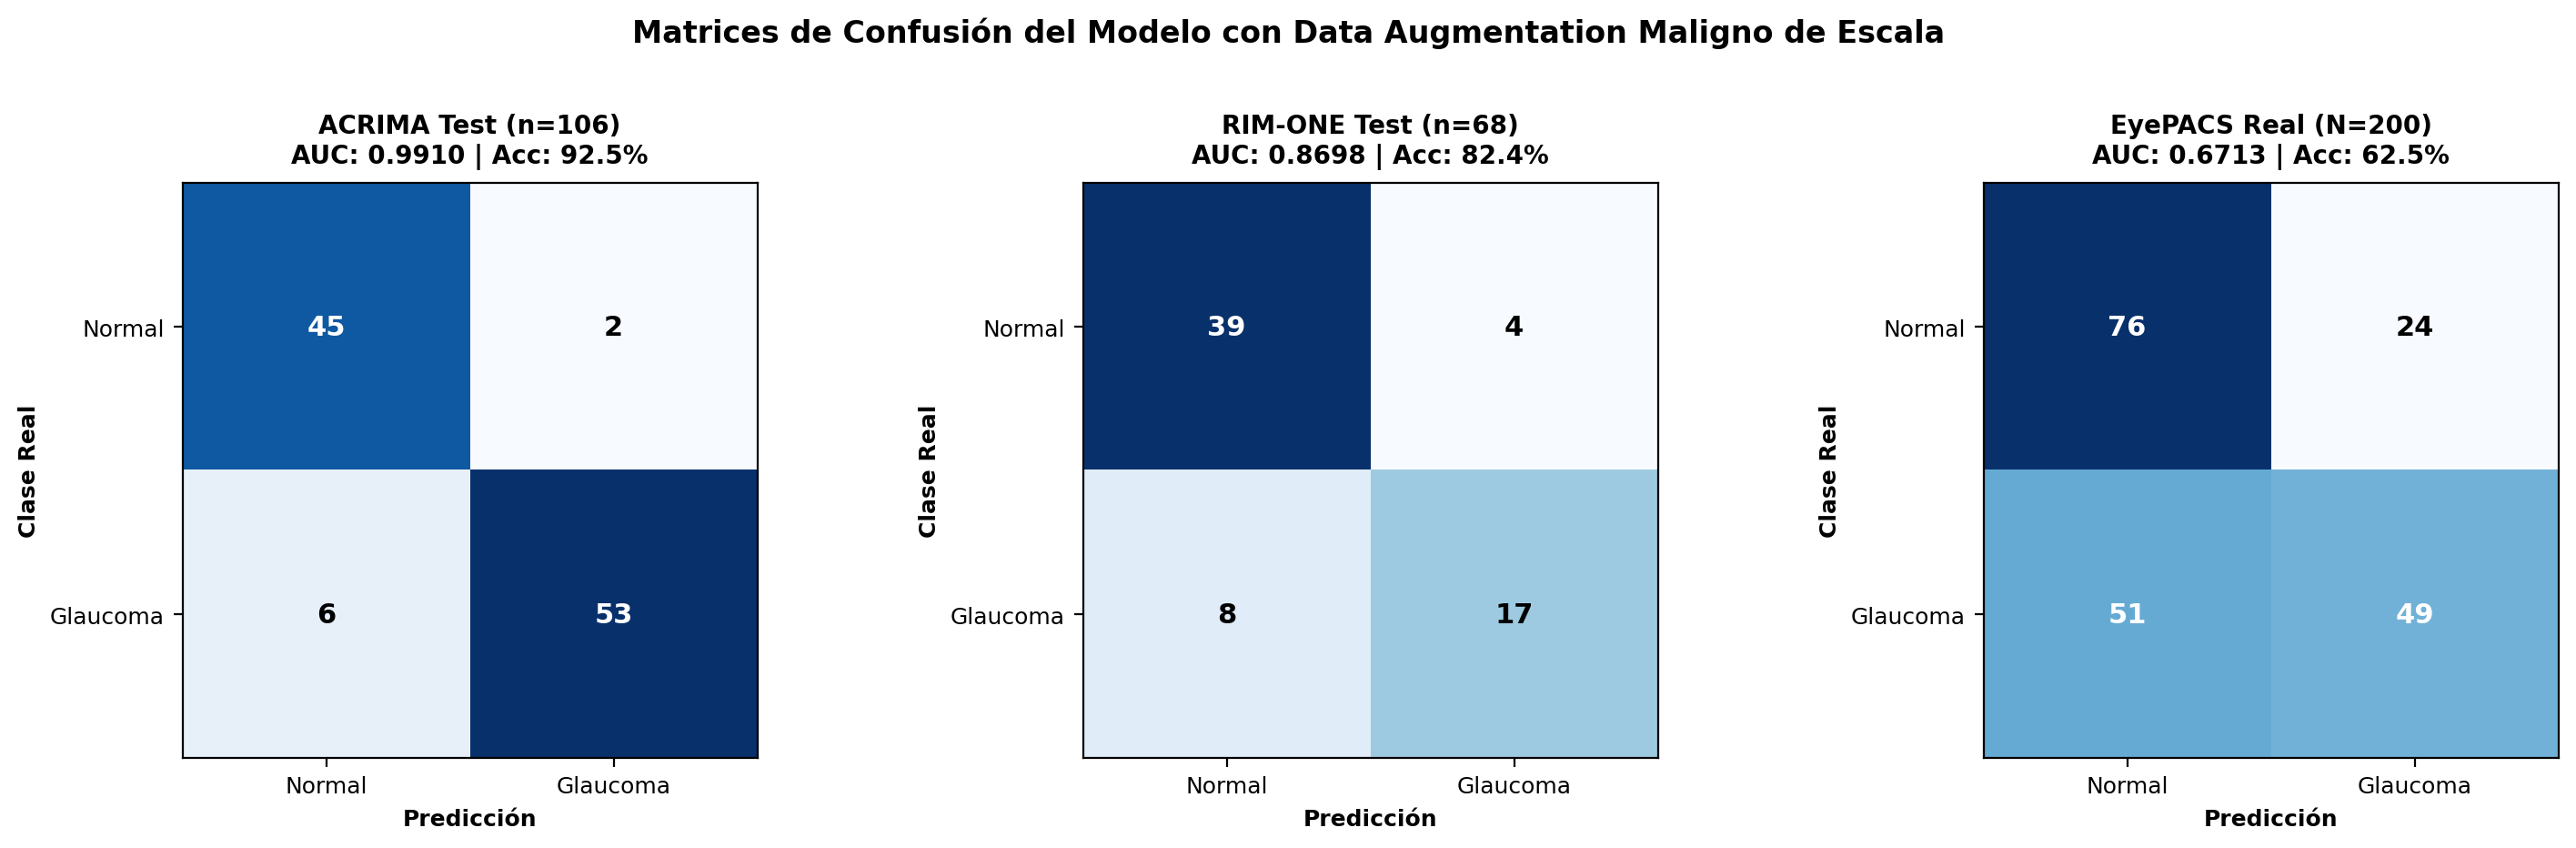 Matrices de Confusión del Modelo con Data Augmentation Maligno de Escala
ACRIMA Test (n=106)
AUC: 0.9910 | Acc: 92.5%
Clase Real
Normal
45
2
Glaucoma
6
53
Normal
Glaucoma
Predicción
RIM-ONE Test (n=68)
AUC: 0.8698 | Acc: 82.4%
Clase Real
Normal
39
4
Glaucoma
8
17
Normal
Glaucoma
Predicción
EyePACS Real (N=200)
AUC: 0.6713 | Acc: 62.5%
Clase Real
Normal
76
24
Glaucoma
51
49
Normal
Glaucoma
Predicción